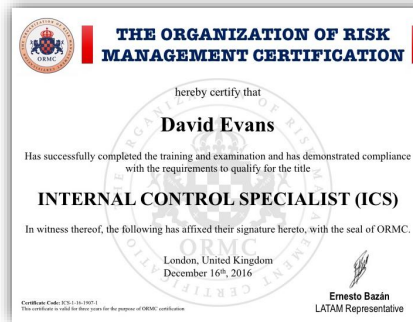 ORMC
THE ORGANIZATION OF RISK
MANAGEMENT CERTIFICATION
hereby certify that
David Evans
Has successfully completed the training and examination and has demonstrated compliance
with the requirements to qualify for the title
INTERNAL CONTROL SPECIALIST (ICS)
In witness thereof, the following has affixed their signature hereto, with the seal of ORMC.
ORMC
London, United Kingdom
December 16th, 2016
Certificate Code: ICS-1-16-1907-1
This certificate is valid for three years for the purpose of ORMC certification
Ernesto Bazán
LATAM Representative